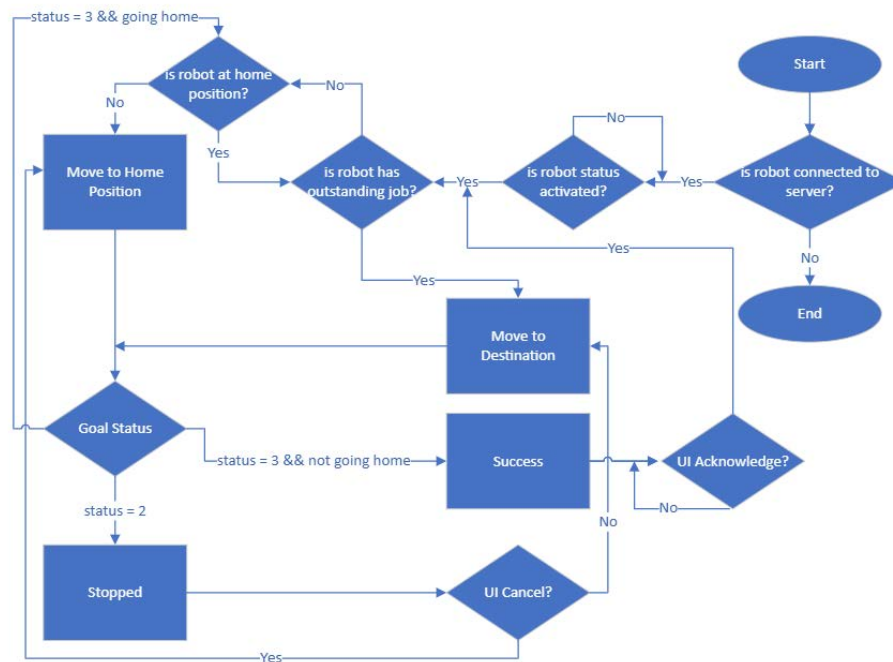 status = 3 && going home
is robot at home
position?
Start
No
No
No
Move to Home
Position
Yes
is robot has
outstanding job?
Yes
is robot status
activated?
Yes
is robot connected to
server?
Yes
No
Yes
End
Move to
Destination
Goal Status
status = 3 && not going home
Success
UI Acknowledge?
No
status = 2
No
Stopped
UI Cancel?
Yes